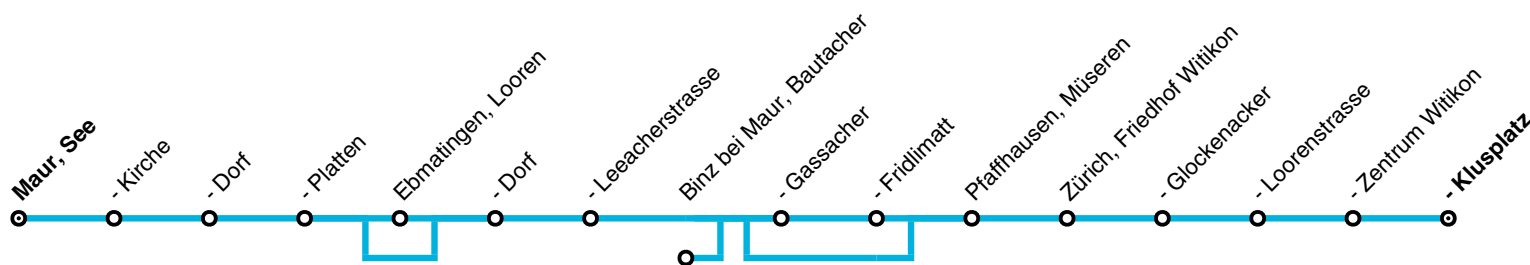 Maur, See
- Kirche
- Dorf
- Platten
Ebmatingen, Looren
- Dorf
- Leeacherstrasse
Binz bei Maur, Bautacher
- Gassacher
- Fridlimatt
Pfaffhausen, Müseren
Zürich, Friedhof Witikon
- Glockenacker
- Loorenstrasse
- Zentrum Witikon
- Klusplatz